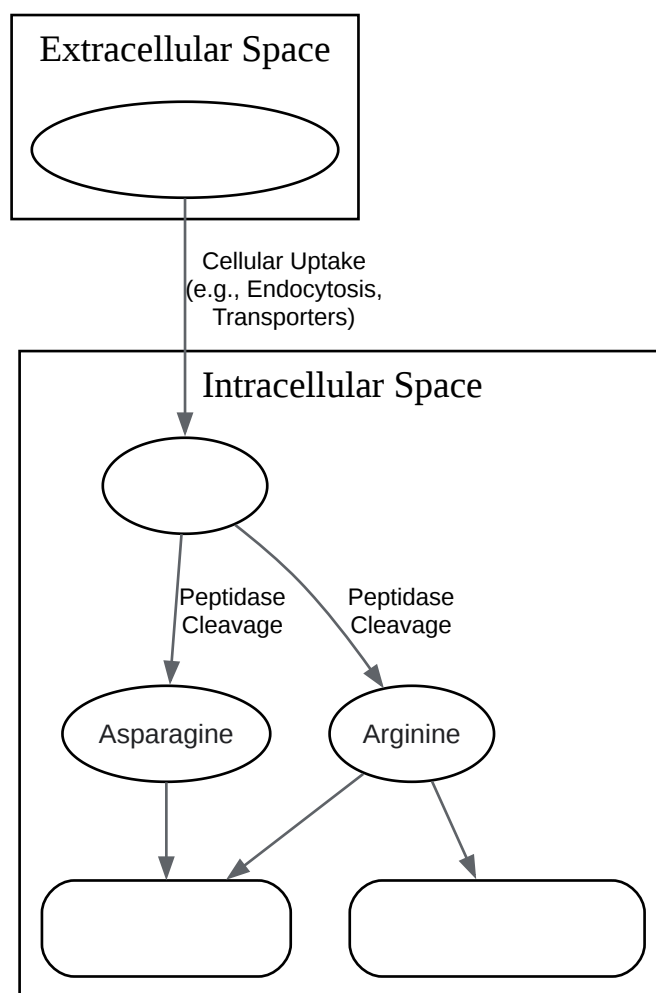 Extracellular Space
Cellular Uptake
(e.g., Endocytosis,
Transporters)
Intracellular Space
Peptidase
Cleavage
Peptidase
Cleavage
Asparagine
Arginine